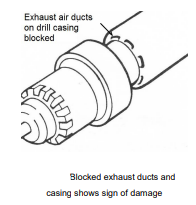 Exhaust air ducts
on drill casing
blocked
Blocked exhaust ducts and
casing shows sign of damage